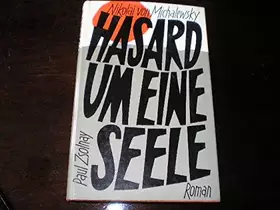 Nikolai von Michalewsky
HASARD
UM EINE
SEELE
Paul Zsolnay
Roman